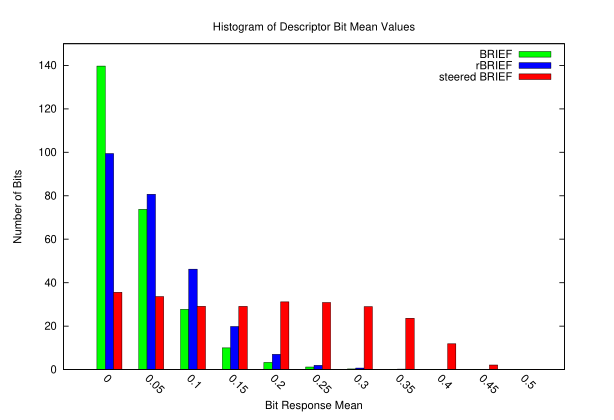 Histogram of Descriptor Bit Mean Values
BRIEF
rBRIEF
steered BRIEF
140
120
100
80
60
40
20
0
Number of Bits
0 0.05 0.1 0.15 0.2 0.25 0.3 0.35 0.4 0.45 0.5
Bit Response Mean